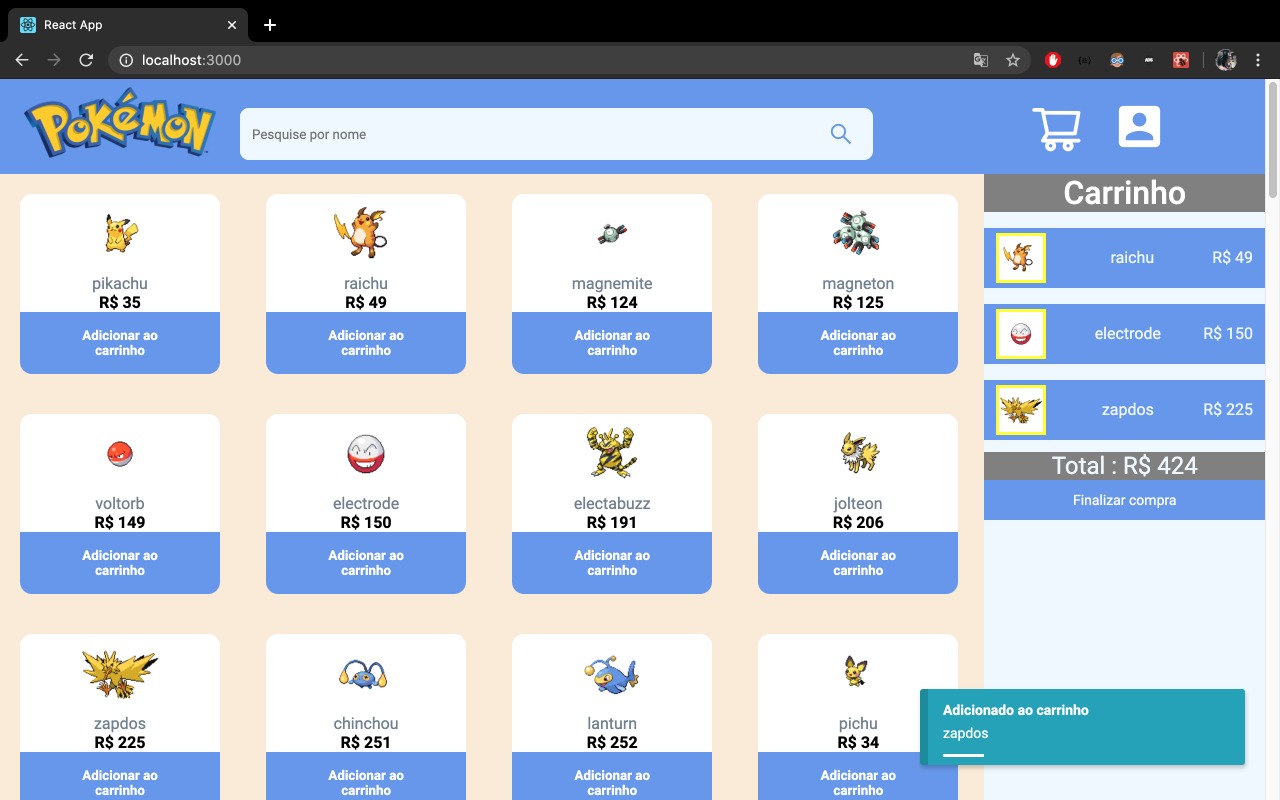 React App
localhost:3000
POKéMON
Pesquise por nome
Carrinho
pikachu
R$ 35
Adicionar ao
carrinho
raichu
R$ 49
Adicionar ao
carrinho
magnemite
R$ 124
Adicionar ao
carrinho
magneton
R$ 125
Adicionar ao
carrinho
voltorb
R$ 149
Adicionar ao
carrinho
electrode
R$ 150
Adicionar ao
carrinho
electabuzz
R$ 191
Adicionar ao
carrinho
jolteon
R$ 206
Adicionar ao
carrinho
zapdos
R$ 225
Adicionar ao
carrinho
chinchou
R$ 251
Adicionar ao
carrinho
lanturn
R$ 252
Adicionar ao
carrinho
pichu
R$ 34
Adicionar ao
carrinho
raichu R$ 49
electrode R$ 150
zapdos R$ 225
Total : R$ 424
Finalizar compra
Adicionado ao carrinho
zapdos